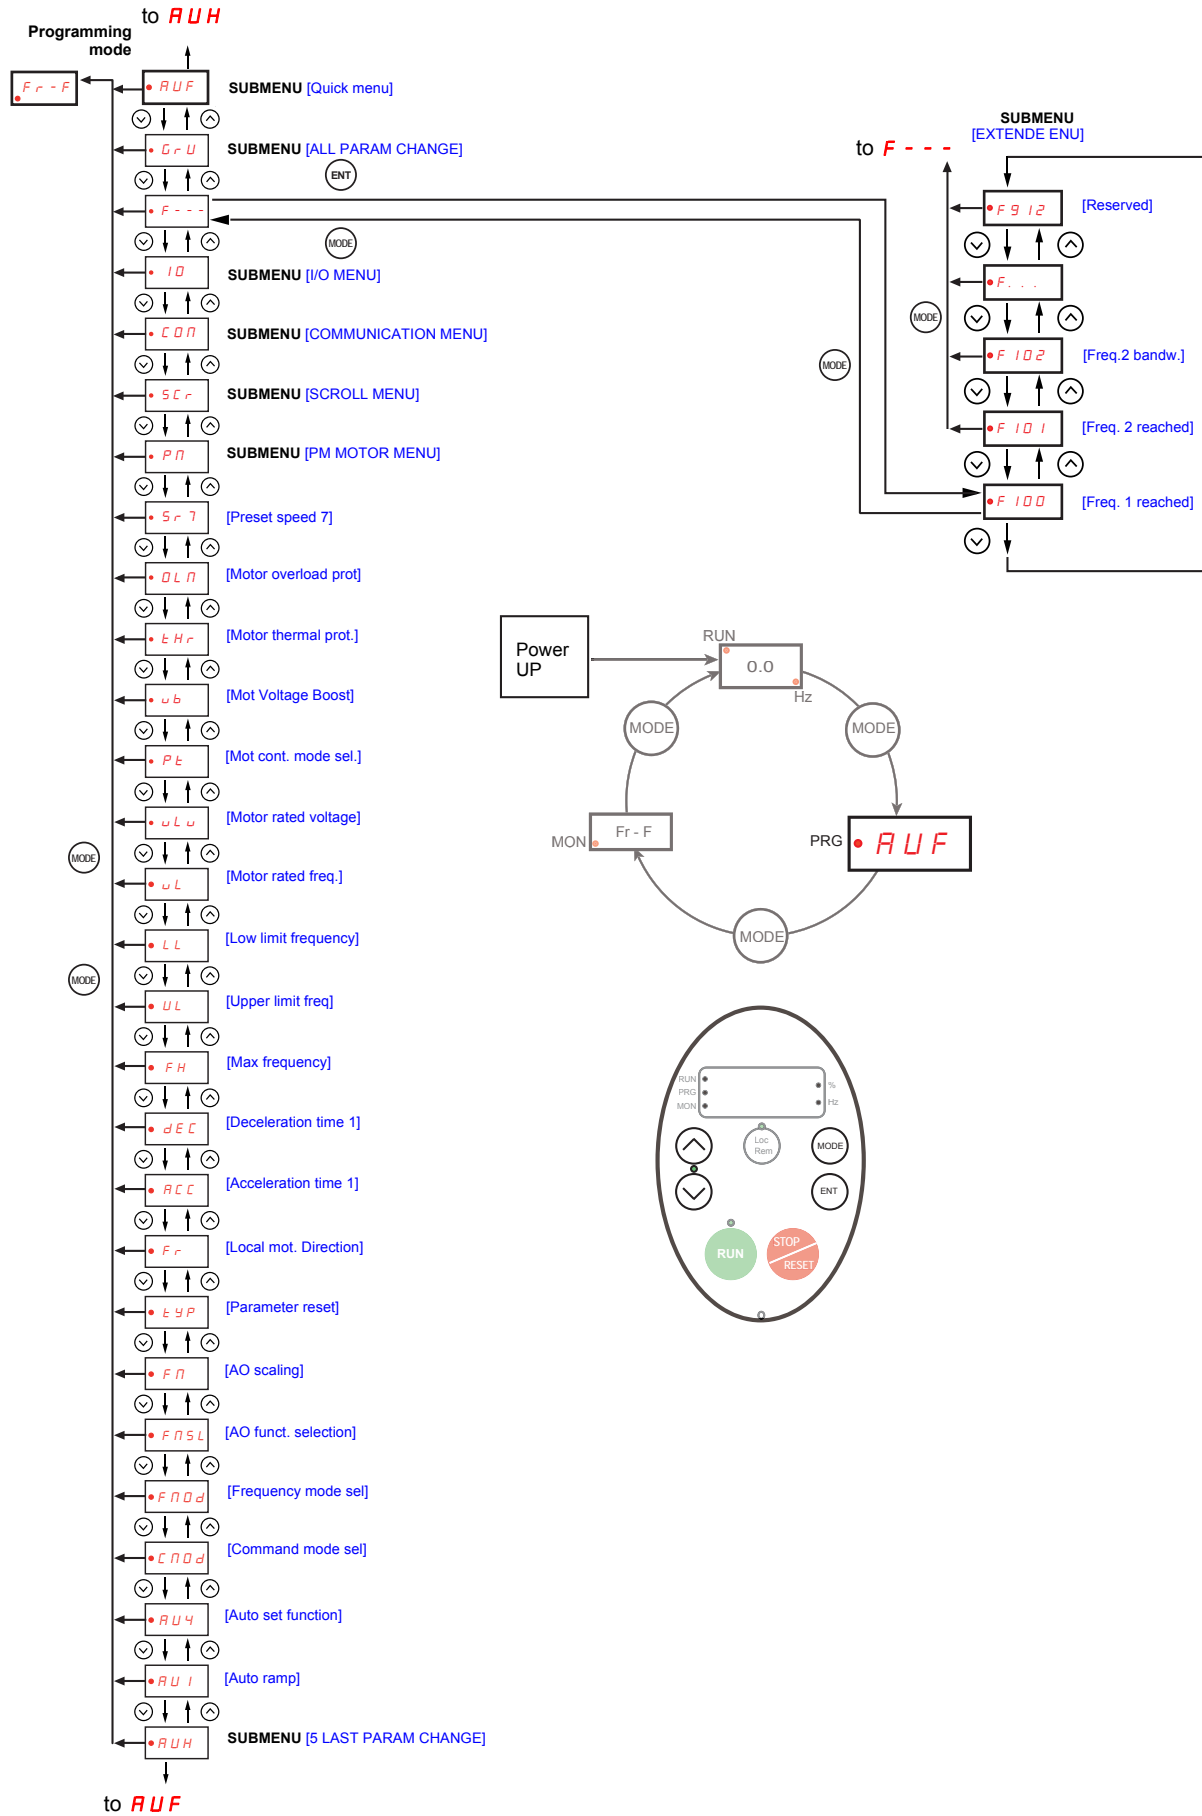 to AUH
Programming
mode
Fr-F
AUF
SUBMENU [Quick menu]
GrU
SUBMENU [ALL PARAM CHANGE]
ENT
F---
MODE
IO
SUBMENU [I/O MENU]
COM
SUBMENU [COMMUNICATION MENU]
SCr
SUBMENU [SCROLL MENU]
PM
SUBMENU [PM MOTOR MENU]
Sr7
[Preset speed 7]
OLM
[Motor overload prot]
tHr
[Motor thermal prot.]
ub
[Mot Voltage Boost]
Pt
[Mot cont. mode sel.]
uLu
[Motor rated voltage]
MODE
uL
[Motor rated freq.]
LL
[Low limit frequency]
MODE
UL
[Upper limit freq]
FH
[Max frequency]
dEC
[Deceleration time 1]
ACC
[Acceleration time 1]
Fr
[Local mot. Direction]
tYP
[Parameter reset]
FM
[AO scaling]
FMSL
[AO funct. selection]
FMOd
[Frequency mode sel]
CMOd
[Command mode sel]
AU4
[Auto set function]
AU1
[Auto ramp]
AUH
SUBMENU [5 LAST PARAM CHANGE]
to AUF
SUBMENU
[EXTENDE ENU]
to F---
F912
[Reserved]
F...
MODE
F102
[Freq.2 bandw.]
MODE
F101
[Freq. 2 reached]
F100
[Freq. 1 reached]
Power
UP
RUN
0.0
Hz
MODE
MODE
MON
Fr - F
PRG
AUF
MODE
RUN
PRG
MON
%
Hz
Loc
Rem
MODE
ENT
RUN
STOP
RESET